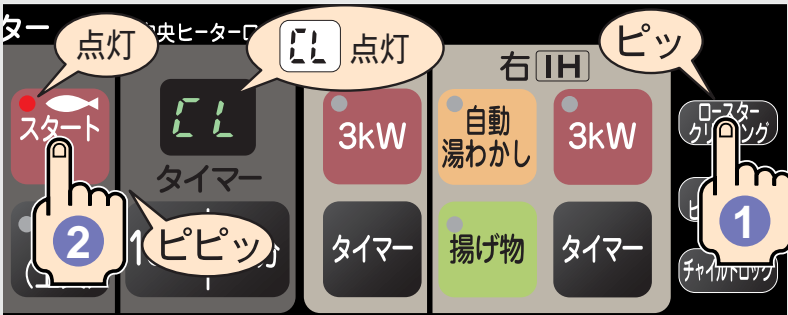 ター
点灯
中央ヒーター
CL 点灯
ピッ
右 IH
スタート
CL
タイマー
3kW
自動
湯わかし
3kW
ロースター
クリーニング
1
2
ピピッ
分
タイマー
揚げ物
タイマー
チャイルドロック